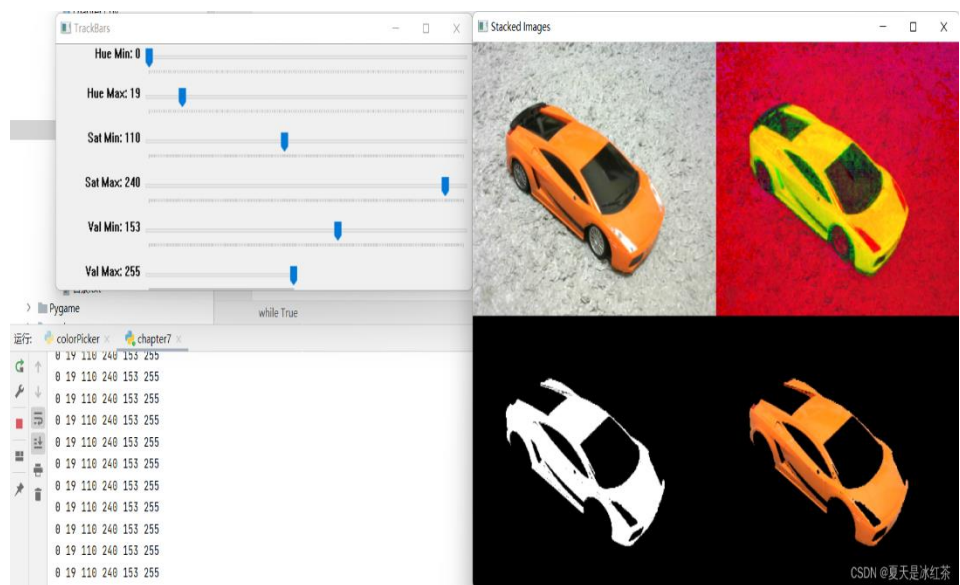 TrackBars
Hue Min: 0
Hue Max: 19
Sat Min: 110
Sat Max: 240
Val Min: 153
Val Max: 255
Stacked Images
Pygame
while True
运行:
colorPicker
chapter7
0 19 110 240 153 255
0 19 110 240 153 255
0 19 110 240 153 255
0 19 110 240 153 255
0 19 110 240 153 255
0 19 110 240 153 255
0 19 110 240 153 255
0 19 110 240 153 255
0 19 110 240 153 255
0 19 110 240 153 255
0 19 110 240 153 255
CSDN @夏天是冰红茶